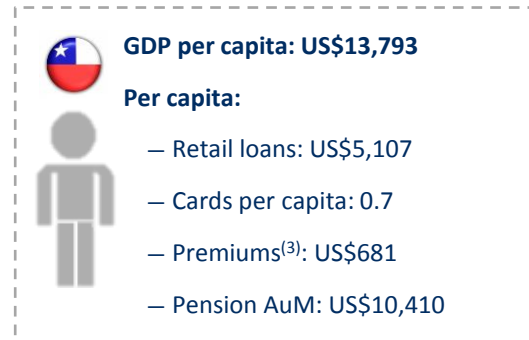 GDP per capita: US$13,793
Per capita:
— Retail loans: US$5,107
— Cards per capita: 0.7
— Premiums(3): US$681
— Pension AuM: US$10,410